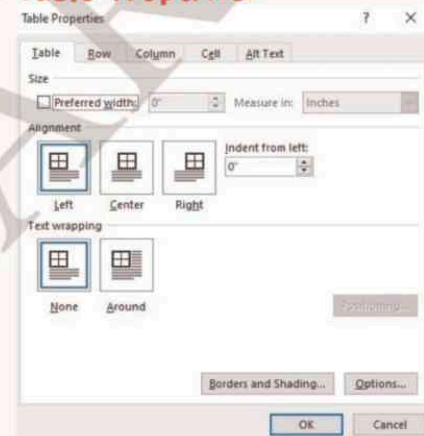 Table Properties
? ×
Table Row Column Cell Alt Text
Size
Preferred width: 0" Measure in: Inches
Alignment
Indent from left:
0"
Left Center Right
Text wrapping
None Around
Positioning...
Borders and Shading... Options...
OK Cancel